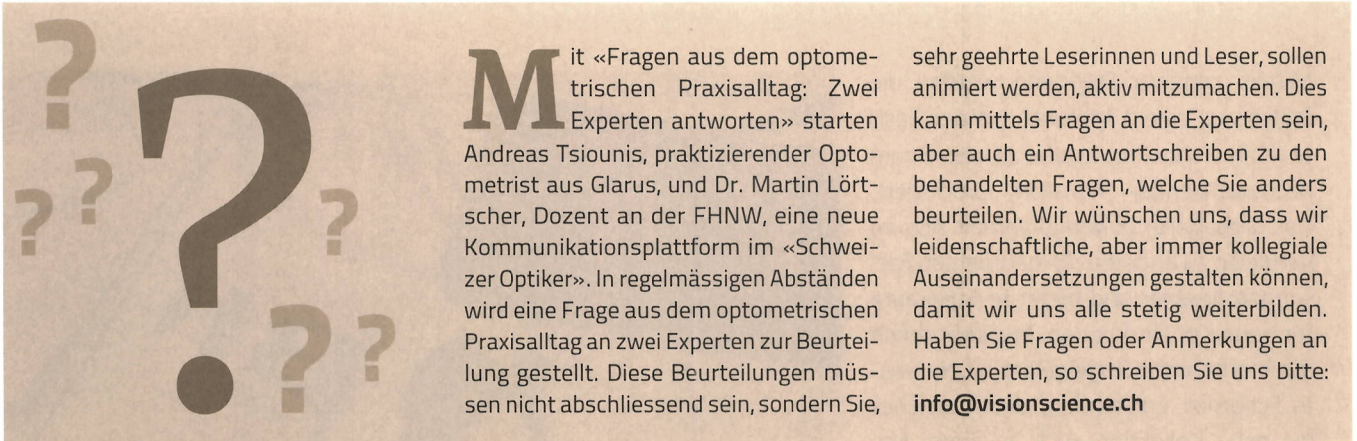 Mit «Fragen aus dem optome-
trischen Praxisalltag: Zwei
Experten antworten» starten
Andreas Tsiounis, praktizierender Opto-
metrist aus Glarus, und Dr. Martin Lört-
scher, Dozent an der FHNW, eine neue
Kommunikationsplattform im «Schwei-
zer Optiker». In regelmässigen Abständen
wird eine Frage aus dem optometrischen
Praxisalltag an zwei Experten zur Beurtei-
lung gestellt. Diese Beurteilungen müs-
sen nicht abschliessend sein, sondern Sie,
sehr geehrte Leserinnen und Leser, sollen
animiert werden, aktiv mitzumachen. Dies
kann mittels Fragen an die Experten sein,
aber auch ein Antwortschreiben zu den
behandelten Fragen, welche Sie anders
beurteilen. Wir wünschen uns, dass wir
leidenschaftliche, aber immer kollegiale
Auseinandersetzungen gestalten können,
damit wir uns alle stetig weiterbilden.
Haben Sie Fragen oder Anmerkungen an
die Experten, so schreiben Sie uns bitte:
info@visionscience.ch